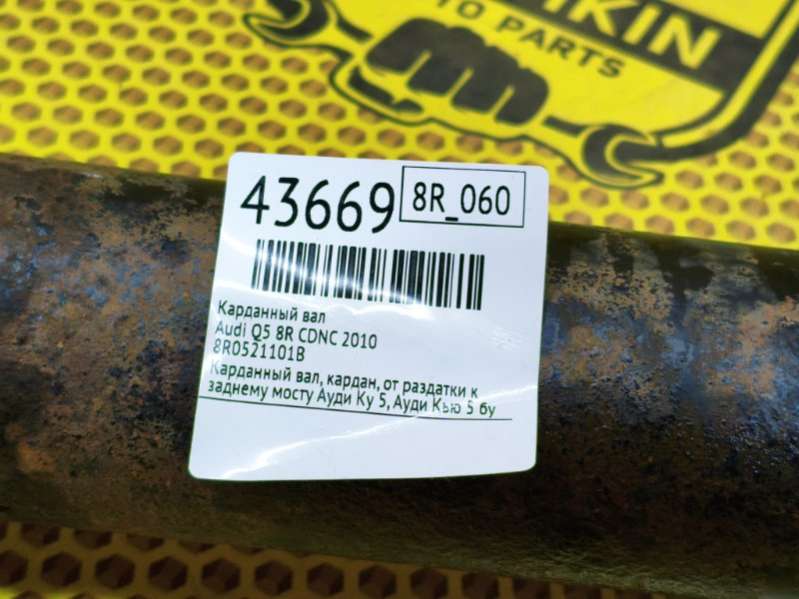 IKIN
TO PARTS
43669
8R_060
Карданный вал
Audi Q5 8R CDNC 2010
8R0521101B
Карданный вал, кардан, от раздатки к
заднему мосту Ауди Ку 5, Ауди Кью 5 бу